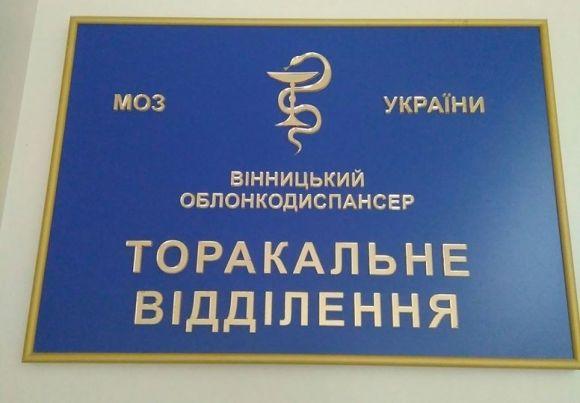 МОЗ УКРАЇНИ
ВІННИЦЬКИЙ
ОБЛОНКОДИСПАНСЕР
ТОРАКАЛЬНЕ
ВІДДІЛЕННЯ